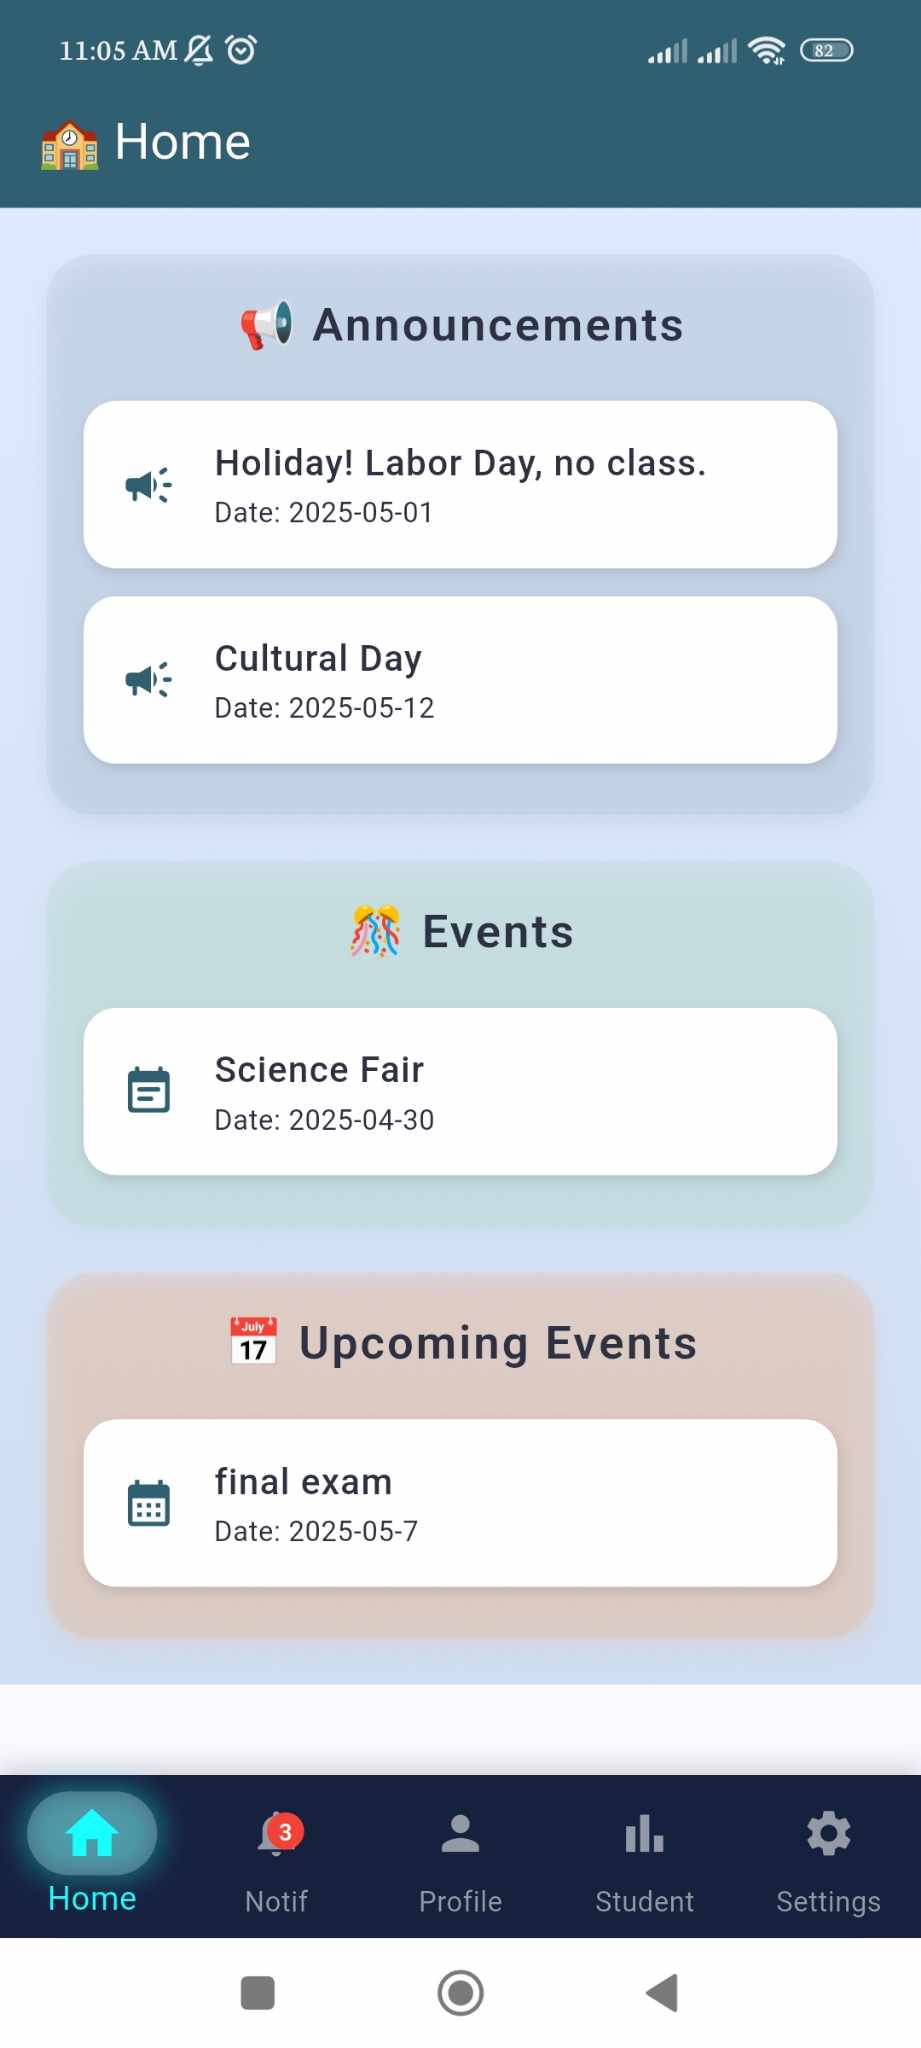 11:05 AM
82
Home
Announcements
Holiday! Labor Day, no class.
Date: 2025-05-01
Cultural Day
Date: 2025-05-12
Events
Science Fair
Date: 2025-04-30
July
17
Upcoming Events
final exam
Date: 2025-05-7
3
Home
Notif
Profile
Student
Settings